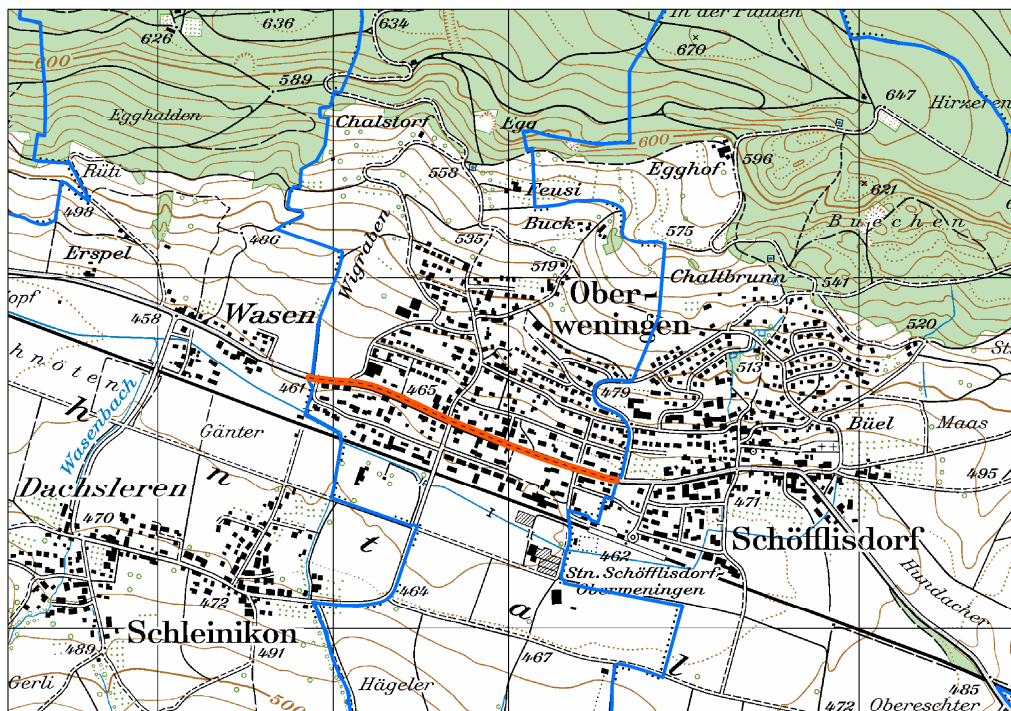 626
636
634
In der Platten
670
600
589
647
Hirzeren
Egghalden
Chalstorf
Egg
600
Rüti
558
Feusi
Egghof
596
621
Buechen
498
486
Wigraben
535
Buck
575
Erspel
519
Chaltbrunn
541
Ober-
weningen
Wasen
458
520
513
461
465
479
Wasenbach
Gänter
Büel
Maas
495
Dachsleren
470
471
Schöfflisdorf
462
Stn. Schöfflisdorf-
Oberweningen
Handacher
472
464
Schleinikon
489
491
467
Gerli
Hägeler
500
485
472
Obereschter